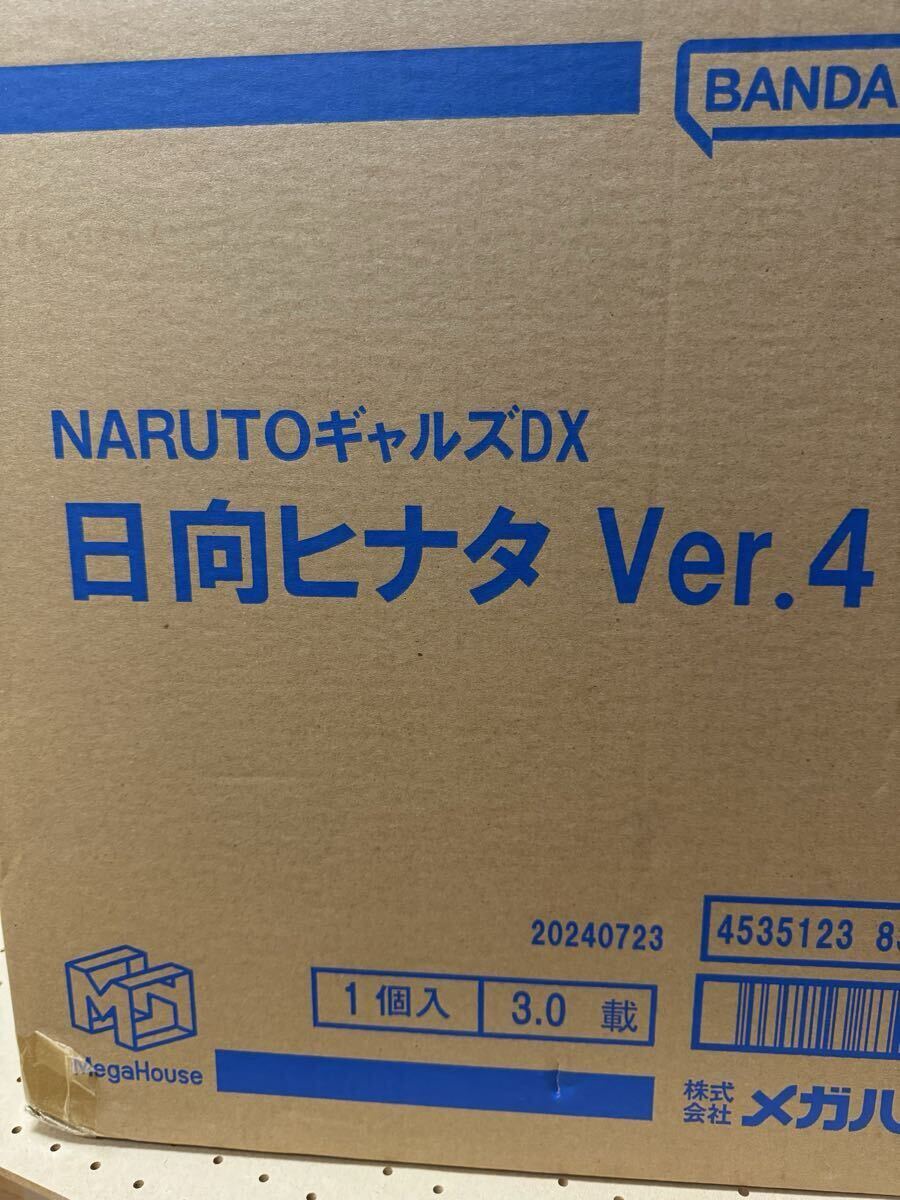 BANDA
NARUTOギャルズDX
日向ヒナタ Ver.4
20240723
4535123 8
1個入 3.0 載
MegaHouse
株式会社 メガハ